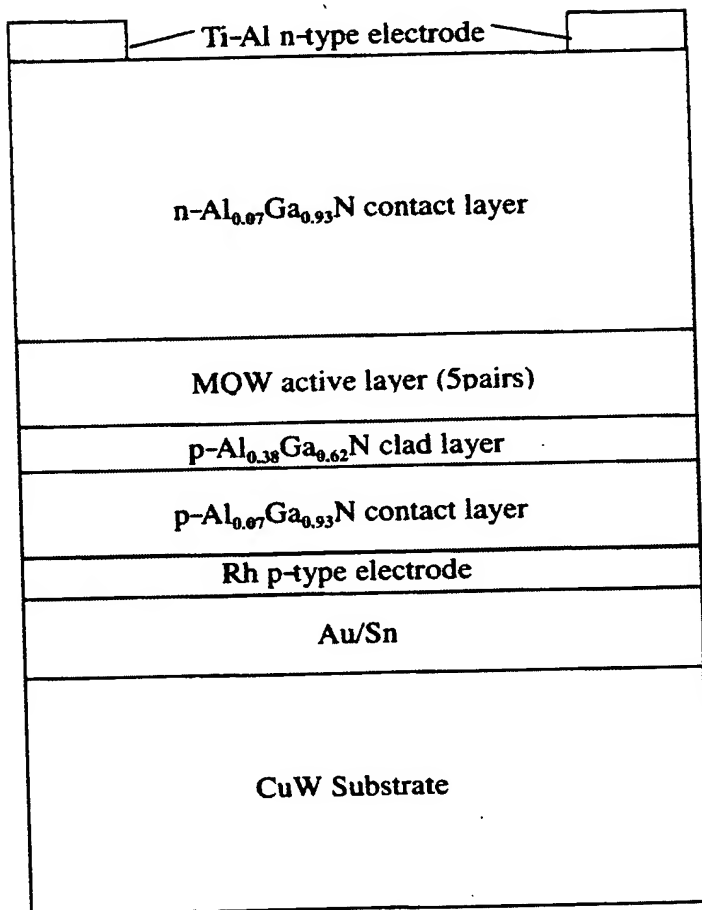 Ti-Al n-type electrode
n-Al₀.₀₇Ga₀.₉₃N contact layer
MQW active layer (5pairs)
p-Al₀.₃₈Ga₀.₆₂N clad layer
p-Al₀.₀₇Ga₀.₉₃N contact layer
Rh p-type electrode
Au/Sn
CuW Substrate